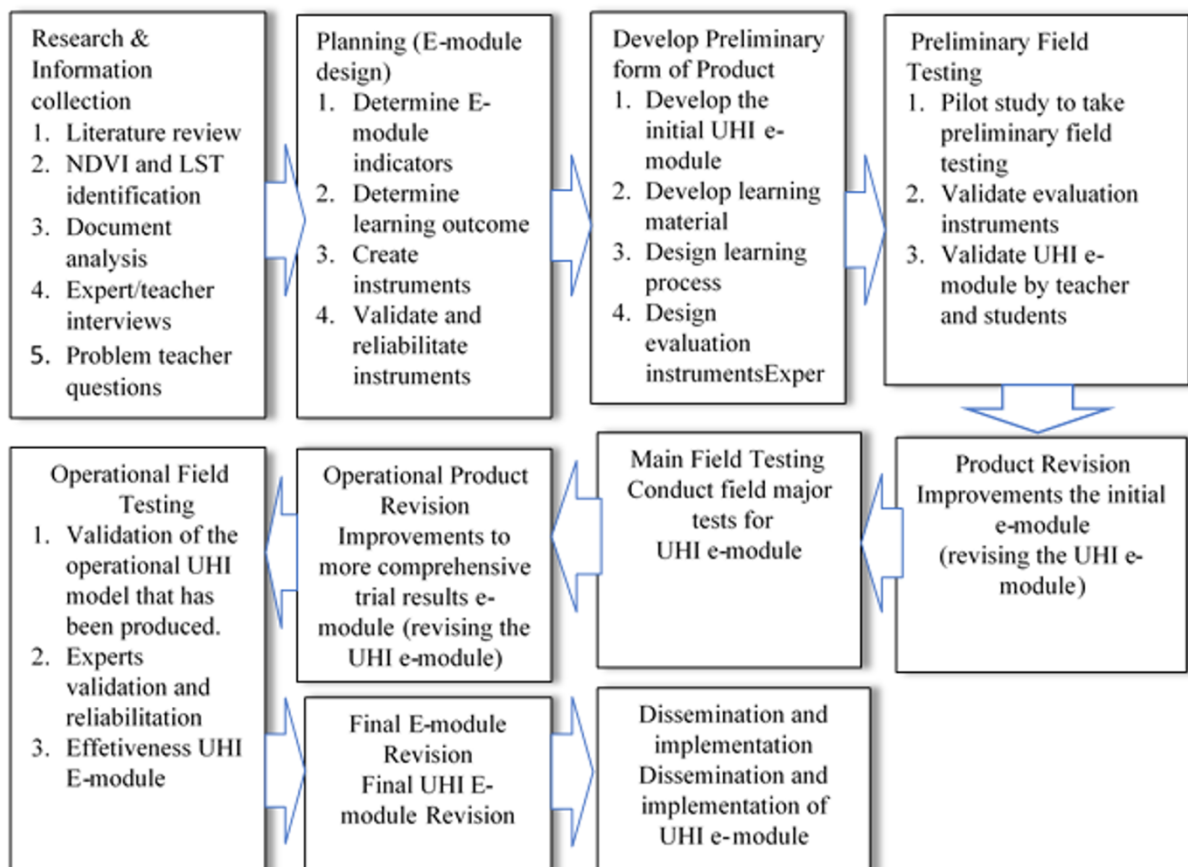 Research &
Information
collection
1. Literature review
2. NDVI and LST
identification
3. Document
analysis
4. Expert/teacher
interviews
5. Problem teacher
questions
Planning (E-module
design)
1. Determine E-
module
indicators
2. Determine
learning outcome
3. Create
instruments
4. Validate and
reliabilitate
instruments
Develop Preliminary
form of Product
1. Develop the
initial UHI e-
module
2. Develop learning
material
3. Design learning
process
4. Design
evaluation
instrumentsExper
Preliminary Field
Testing
1. Pilot study to take
preliminary field
testing
2. Validate evaluation
instruments
3. Validate UHI e-
module by teacher
and students
Product Revision
Improvements the initial
e-module
(revising the UHI e-
module)
Main Field Testing
Conduct field major
tests for
UHI e-module
Operational Product
Revision
Improvements to
more comprehensive
trial results e-
module (revising the
UHI e-module)
Operational Field
Testing
1. Validation of the
operational UHI
model that has
been produced.
2. Experts
validation and
reliabilitation
3. Effetiveness UHI
E-module
Final E-module
Revision
Final UHI E-
module Revision
Dissemination and
implementation
Dissemination and
implementation of
UHI e-module